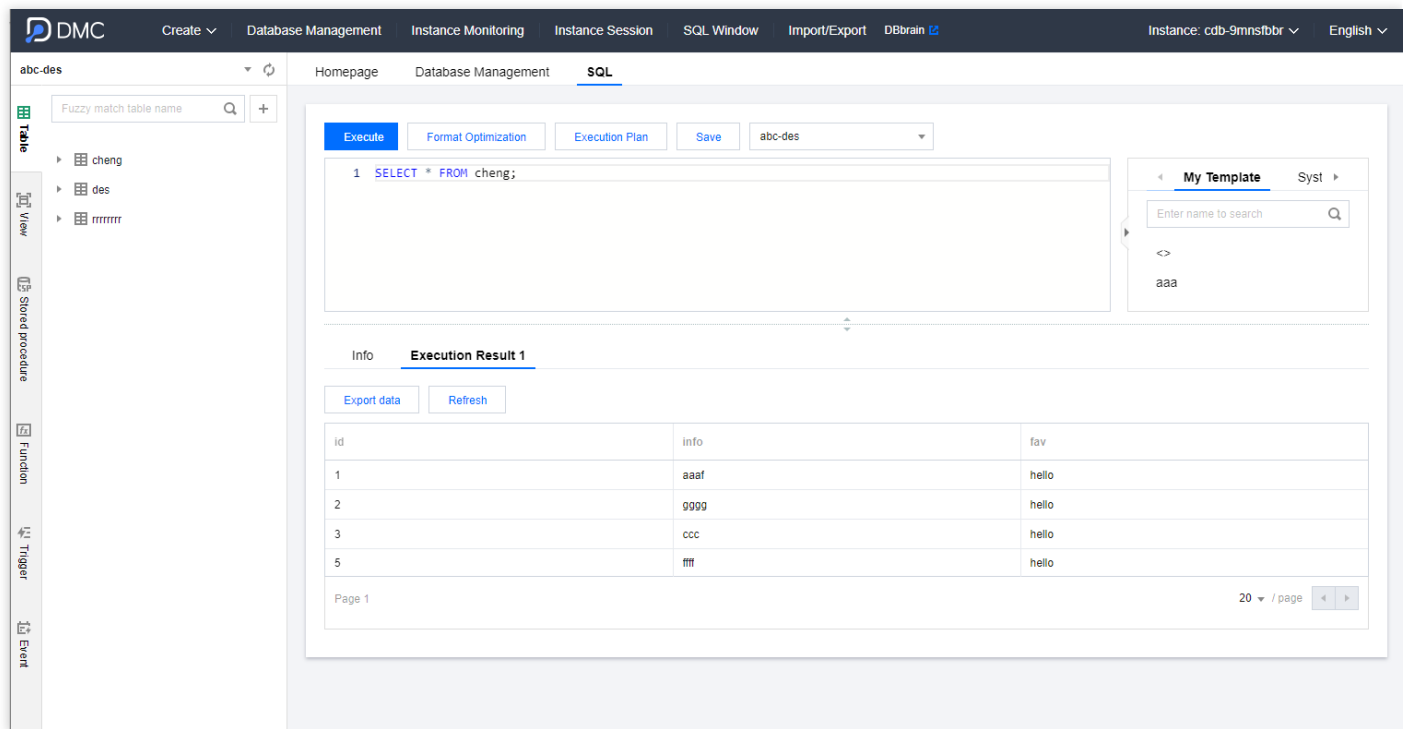 DMC Create Database Management Instance Monitoring Instance Session SQL Window Import/Export DBbrain Instance: cdb-9mnsfbbr English
abc-des
Homepage Database Management SQL
Fuzzy match table name +
Table
cheng
des
rrrrrrrr
View
Stored procedure
Function
Trigger
Event
Execute Format Optimization Execution Plan Save abc-des
1 SELECT * FROM cheng;
My Template Syst
Enter name to search
<>
aaa
Info Execution Result 1
Export data Refresh
id info fav
1 aaaf hello
2 gggg hello
3 ccc hello
5 ffff hello
Page 1 20 / page